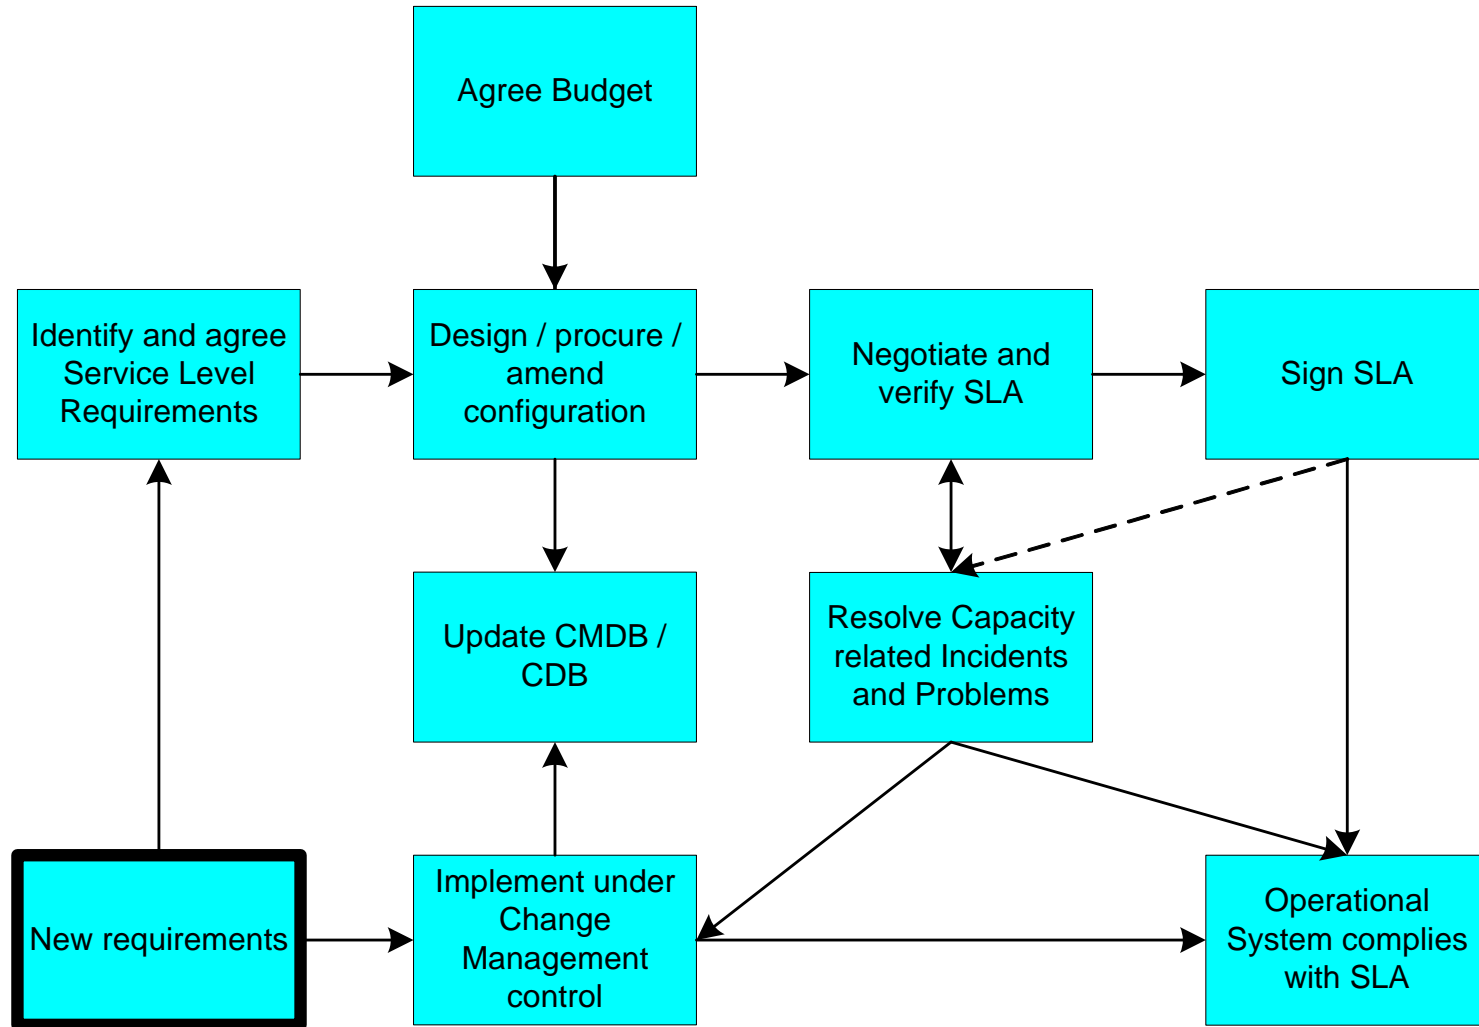 Agree Budget
Identify and agree
Service Level
Requirements
Design / procure /
amend
configuration
Negotiate and
verify SLA
Sign SLA
Update CMDB /
CDB
Resolve Capacity
related Incidents
and Problems
New requirements
Implement under
Change
Management
control
Operational
System complies
with SLA